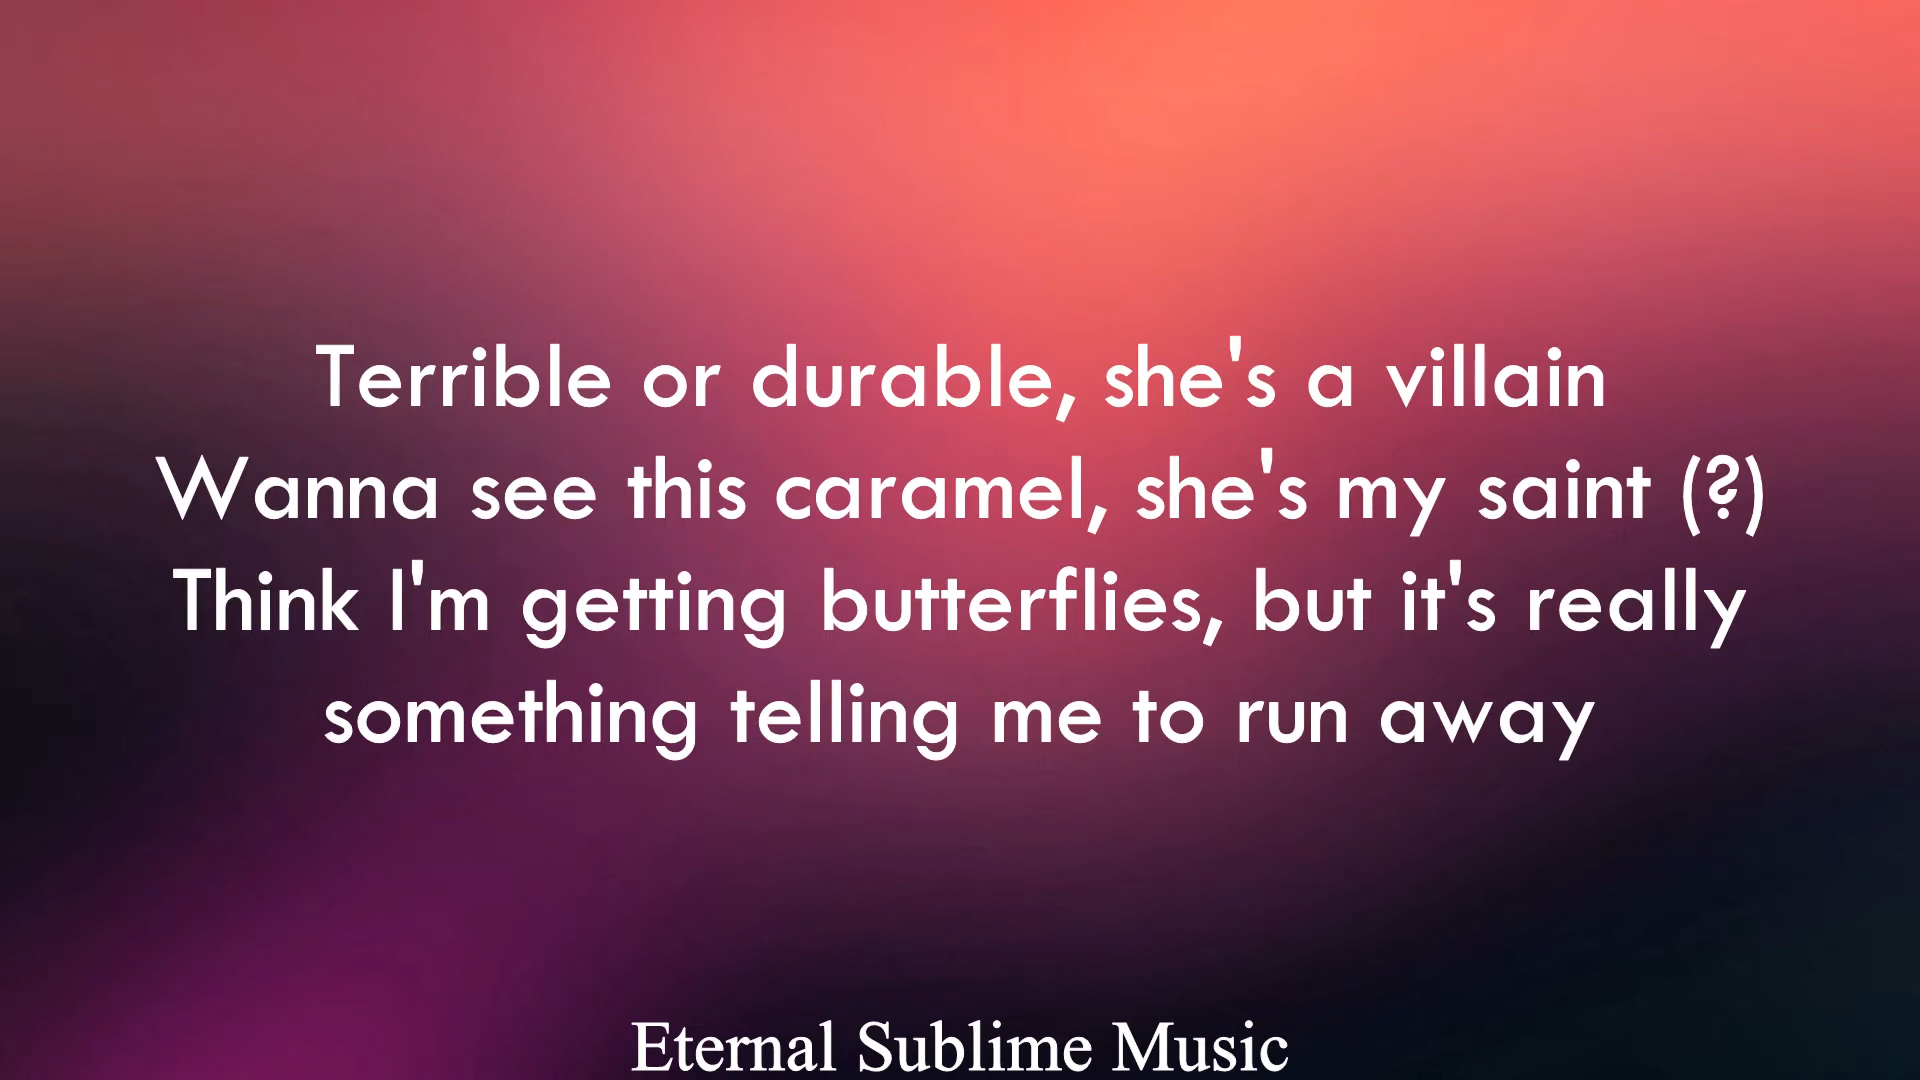 Terrible or durable, she's a villain
Wanna see this caramel, she's my saint (?)
Think I'm getting butterflies, but it's really
something telling me to run away
Eternal Sublime Music